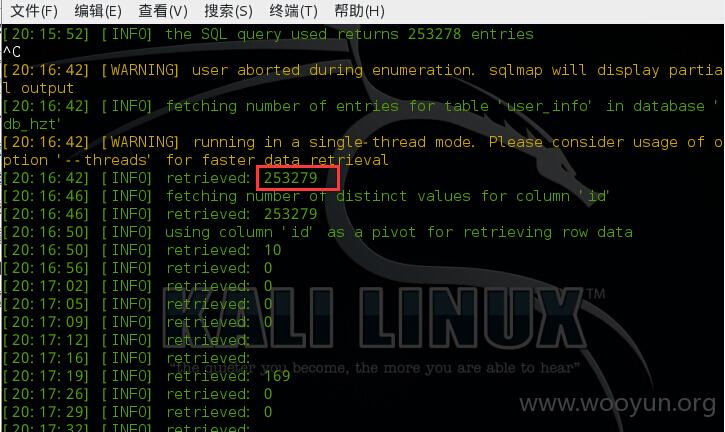 文件(F) 编辑(E) 查看(V) 搜索(S) 终端(T) 帮助(H)
[20:15:52] [INFO] the SQL query used returns 253278 entries
^C
[20:16:42] [WARNING] user aborted during enumeration. sqlmap will display parti
al output
[20:16:42] [INFO] fetching number of entries for table 'user_info' in database '
db_hzt'
[20:16:42] [WARNING] running in a single-thread mode. Please consider usage of o
ption '--threads' for faster data retrieval
[20:16:42] [INFO] retrieved: 253279
[20:16:46] [INFO] fetching number of distinct values for column 'id'
[20:16:46] [INFO] retrieved: 253279
[20:16:50] [INFO] using column 'id' as a pivot for retrieving row data
[20:16:50] [INFO] retrieved: 10
[20:16:56] [INFO] retrieved: 0
[20:17:02] [INFO] retrieved: 0
[20:17:05] [INFO] retrieved: 0
[20:17:09] [INFO] retrieved: 0
[20:17:12] [INFO] retrieved:
[20:17:16] [INFO] retrieved:
[20:17:19] [INFO] retrieved: 169
[20:17:26] [INFO] retrieved: 0
[20:17:29] [INFO] retrieved: 0
[20:17:32] [INFO] retrieved:
KALI LINUX™
"the quieter you become, the more you are able to hear"
www.wooyun.org